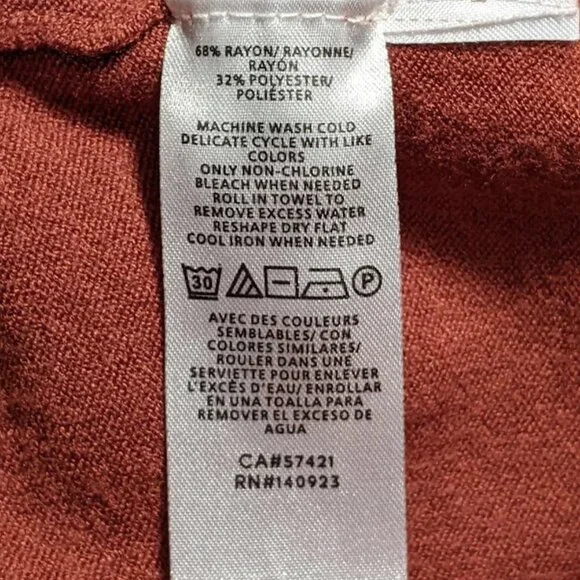 68% RAYON/ RAYONNE/
RAYÓN
32% POLYESTER/
POLIÉSTER
MACHINE WASH COLD
DELICATE CYCLE WITH LIKE
COLORS
ONLY NON-CHLORINE
BLEACH WHEN NEEDED
ROLL IN TOWEL TO
REMOVE EXCESS WATER
RESHAPE DRY FLAT
COOL IRON WHEN NEEDED
30 P
AVEC DES COULEURS
SEMBLABLES/ CON
COLORES SIMILARES/
ROULER DANS UNE
SERVIETTE POUR ENLEVER
L'EXCÈS D'EAU/ ENROLLAR
EN UNA TOALLA PARA
REMOVER EL EXCESO DE
AGUA
CA#57421
RN#140923